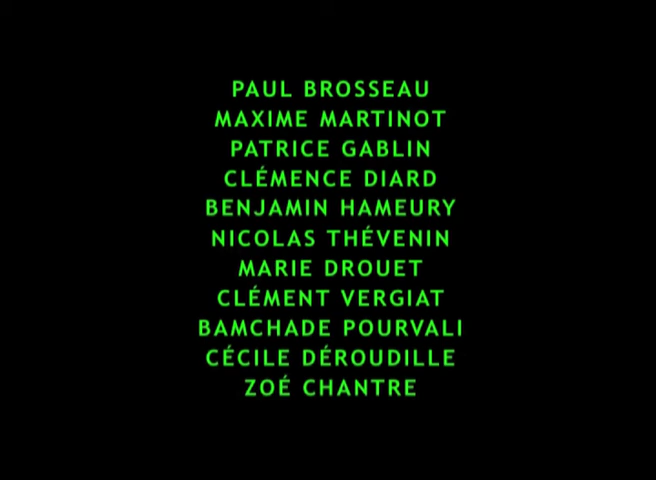 PAUL BROSSEAU
MAXIME MARTINOT
PATRICE GABLIN
CLÉMENCE DIARD
BENJAMIN HAMEURY
NICOLAS THÉVENIN
MARIE DROUET
CLÉMENT VERGIAT
BAMCHADE POURVALI
CÉCILE DÉROUDILLE
ZOÉ CHANTRE